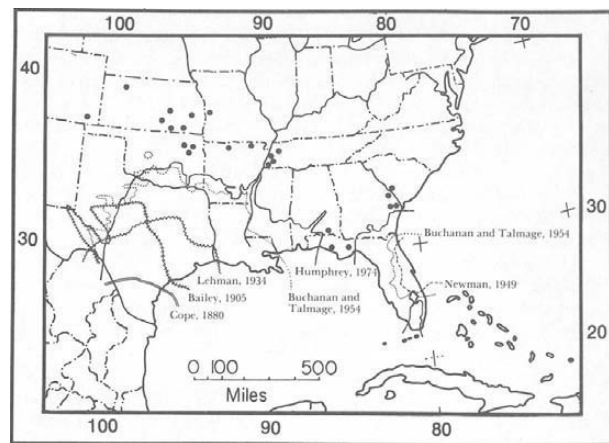 100
90
80
70
40
30
30
20
Buchanan and Talmage, 1954
Lehman, 1934
Humphrey, 1974
Bailey, 1905
Buchanan and
Talmage, 1954
Newman, 1949
Cope, 1880
0 100 500
Miles
100
90
80